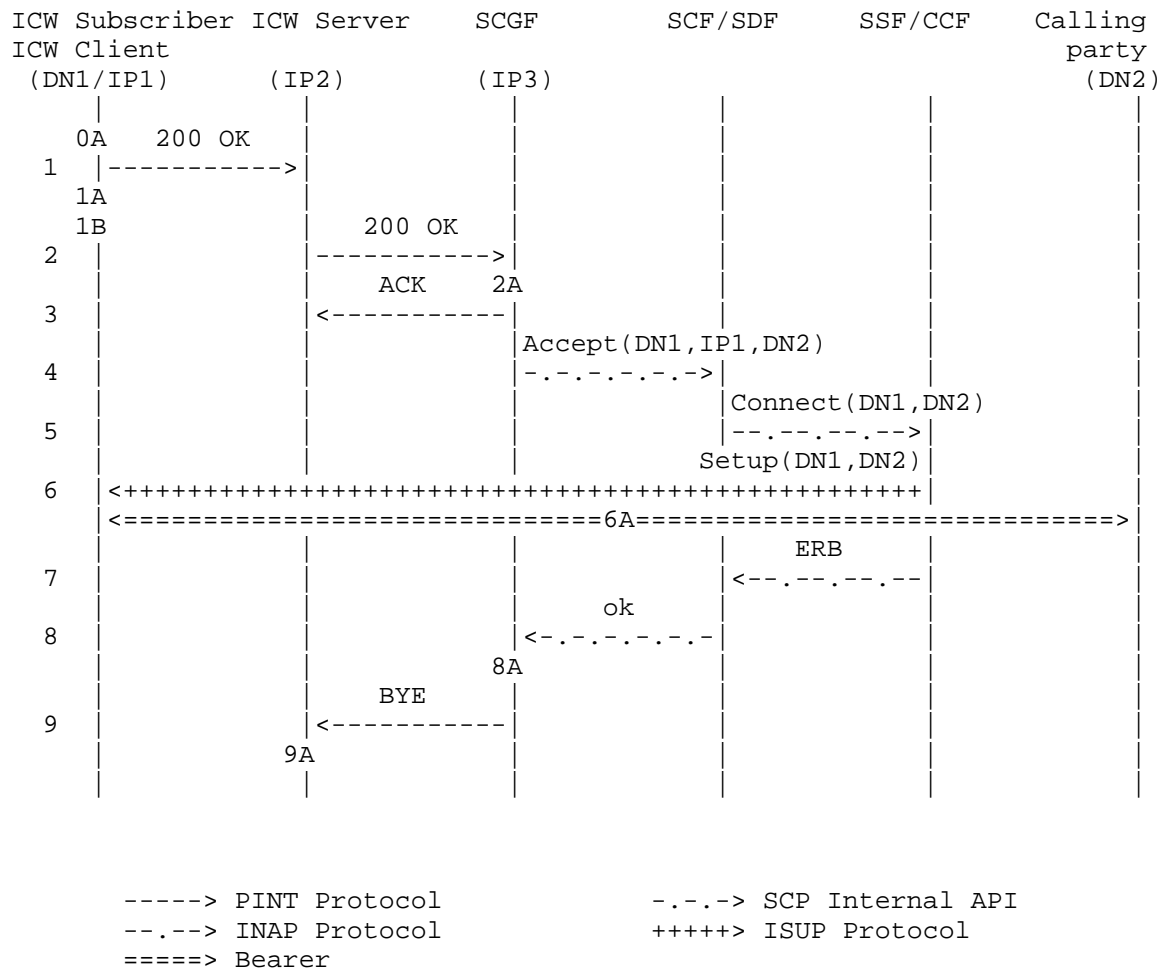 ICW Subscriber ICW Server SCGF SCF/SDF SSF/CCF Calling
ICW Client party
(DN1/IP1) (IP2) (IP3) (DN2)
0A 200 OK
1 |----------->|
1A
1B 200 OK
2 |----------->|
ACK 2A
3 |<-----------|
Accept(DN1,IP1,DN2)
4 |-.-.-.-.-.->|
Connect(DN1,DN2)
5 |--.--.--.-->|
Setup(DN1,DN2)
6 |<++++++++++++++++++++++++++++++++++++++++++++++++++|
|<==============================6A==============================>|
ERB
7 |<--.--.--.--|
ok
8 |<-.-.-.-.-.-|
8A
BYE
9 |<-----------|
9A
-----> PINT Protocol -.-.-> SCP Internal API
--.--> INAP Protocol +++++> ISUP Protocol
=====> Bearer